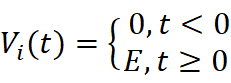 V_i(t) = { 0, t < 0
E, t ≥ 0